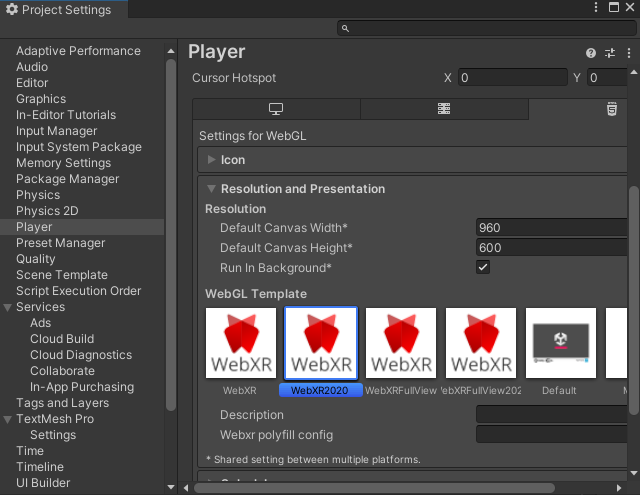 Project Settings
Adaptive Performance
Audio
Editor
Graphics
In-Editor Tutorials
Input Manager
Input System Package
Memory Settings
Package Manager
Physics
Physics 2D
Player
Preset Manager
Quality
Scene Template
Script Execution Order
Services
Ads
Cloud Build
Cloud Diagnostics
Collaborate
In-App Purchasing
Tags and Layers
TextMesh Pro
Settings
Time
Timeline
UI Builder
Player
Cursor Hotspot X 0 Y 0
Settings for WebGL
Icon
Resolution and Presentation
Resolution
Default Canvas Width* 960
Default Canvas Height* 600
Run In Background*
WebGL Template
WebXR WebXR WebXR WebXR
WebXR WebXR2020 WebXRFullView Default
Description
Webxr polyfill config
* Shared setting between multiple platforms.